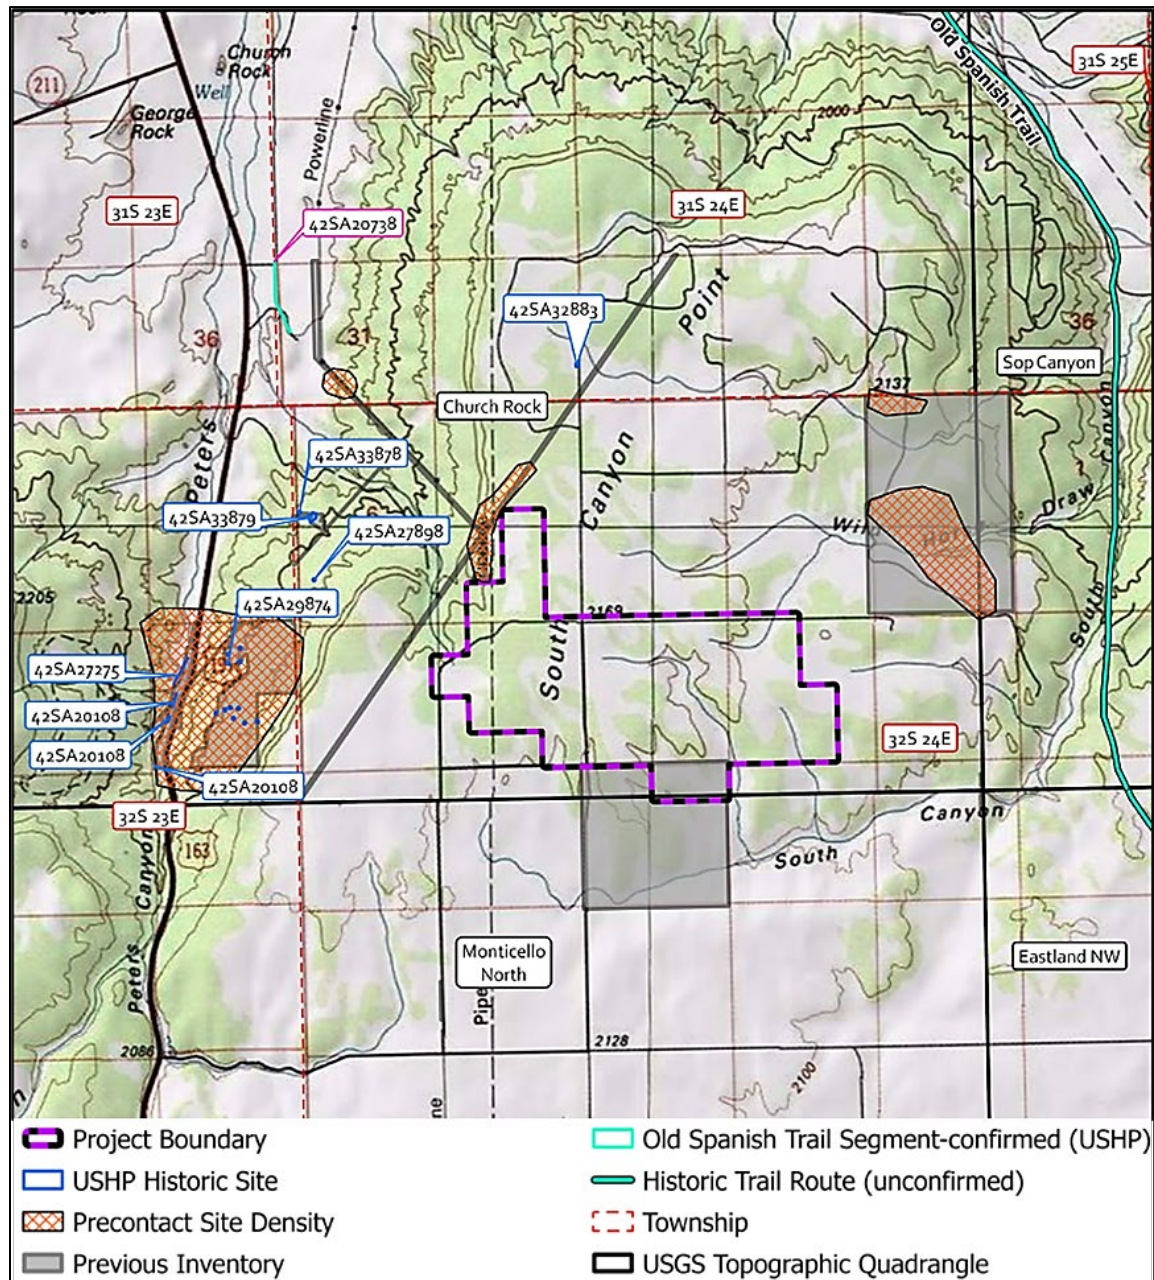 Church
Rock
Well
211
George
Rock
Powerline
Old Spanish Trail
31S 25E
2000
31S 23E
42SA20738
31S 24E
Point
42SA32883
36
31
36
Sop Canyon
2137
Church Rock
Peters
42SA33878
Canyon
Canyon
42SA33879
42SA27898
Wild
Draw
2205
42SA29874
2169
South
South
42SA27275
42SA20108
42SA20108
32S 24E
42SA20108
32S 23E
Canyon
163
South
Canyon
Monticello
North
Eastland NW
Peters
Pipe
2086
2128
2100
ne
Project Boundary
USHP Historic Site
Precontact Site Density
Previous Inventory
Old Spanish Trail Segment-confirmed (USHP)
Historic Trail Route (unconfirmed)
Township
USGS Topographic Quadrangle